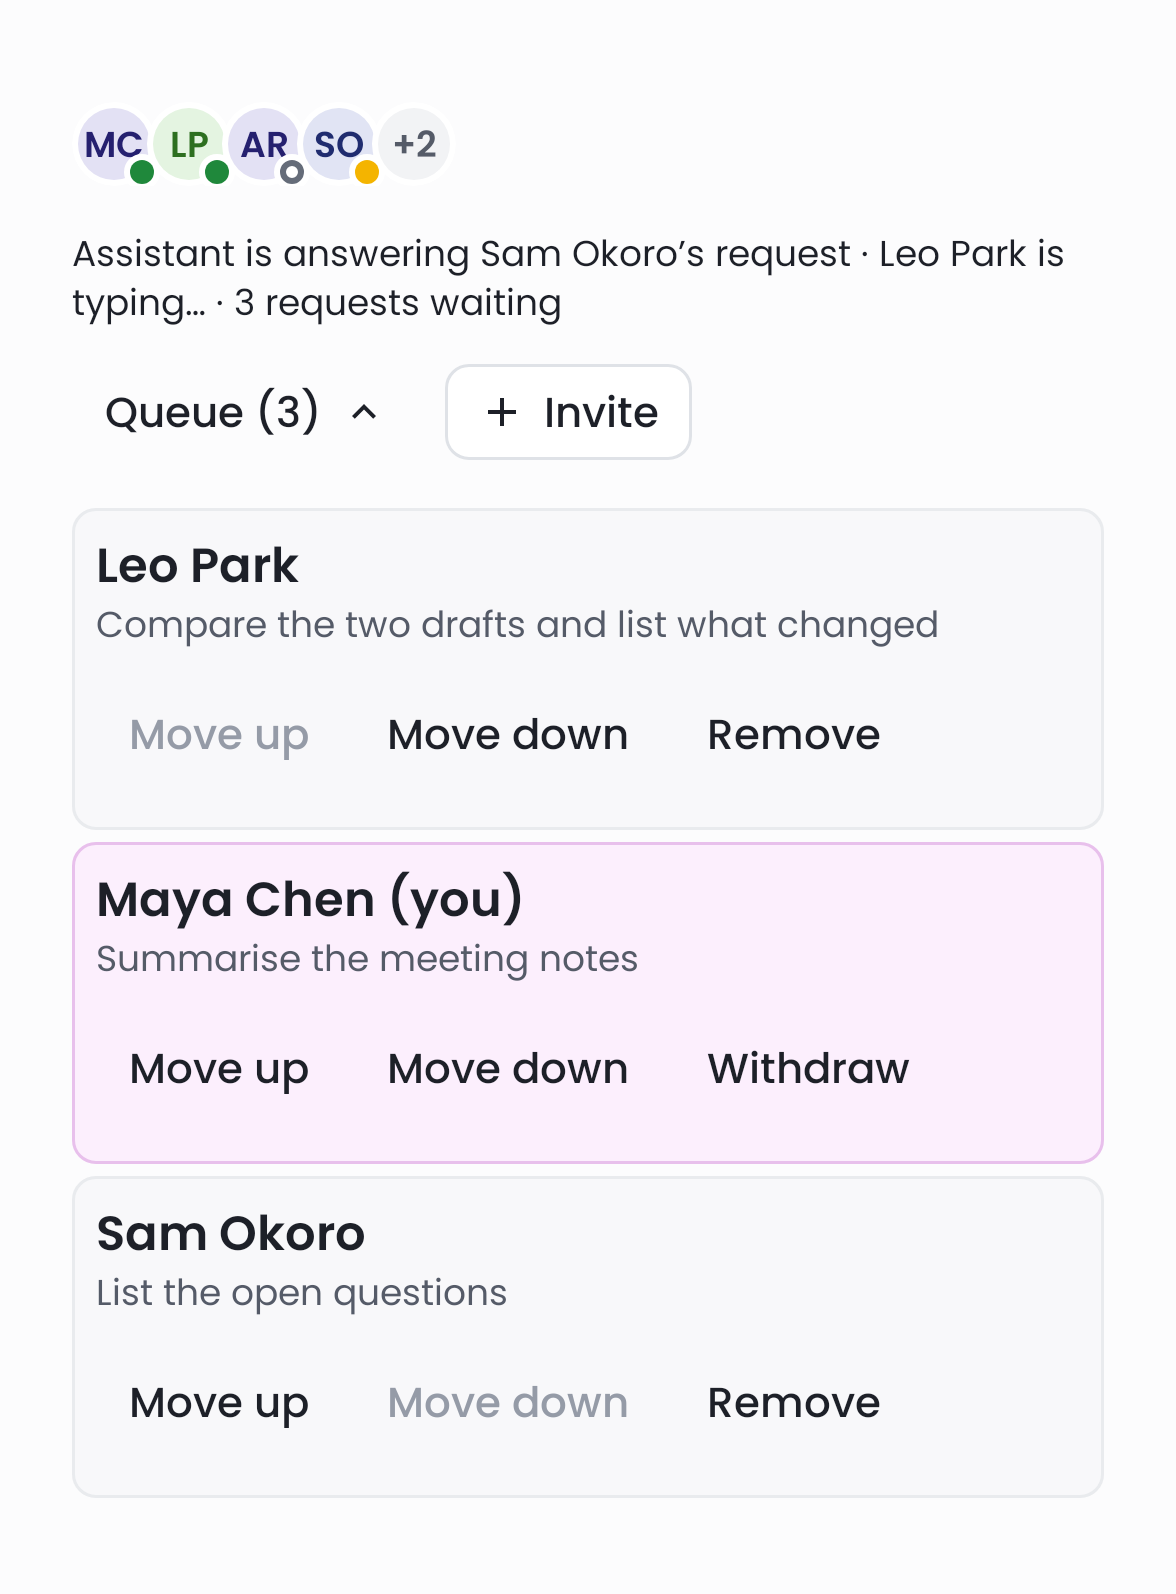 MC LP AR SO +2
Assistant is answering Sam Okoro’s request · Leo Park is
typing… · 3 requests waiting
Queue (3) Invite
Leo Park
Compare the two drafts and list what changed
Move up Move down Remove
Maya Chen (you)
Summarise the meeting notes
Move up Move down Withdraw
Sam Okoro
List the open questions
Move up Move down Remove